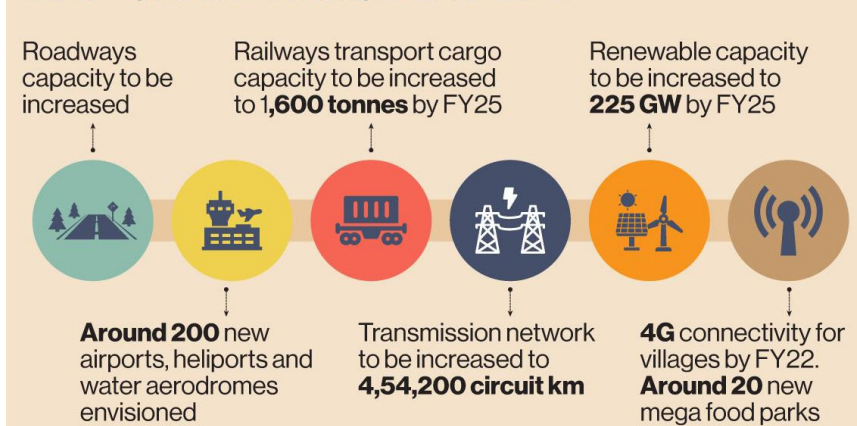 Roadways
capacity to be
increased
Railways transport cargo
capacity to be increased
to 1,600 tonnes by FY25
Renewable capacity
to be increased to
225 GW by FY25
Around 200 new
airports, heliports and
water aerodromes
envisioned
Transmission network
to be increased to
4,54,200 circuit km
4G connectivity for
villages by FY22.
Around 20 new
mega food parks